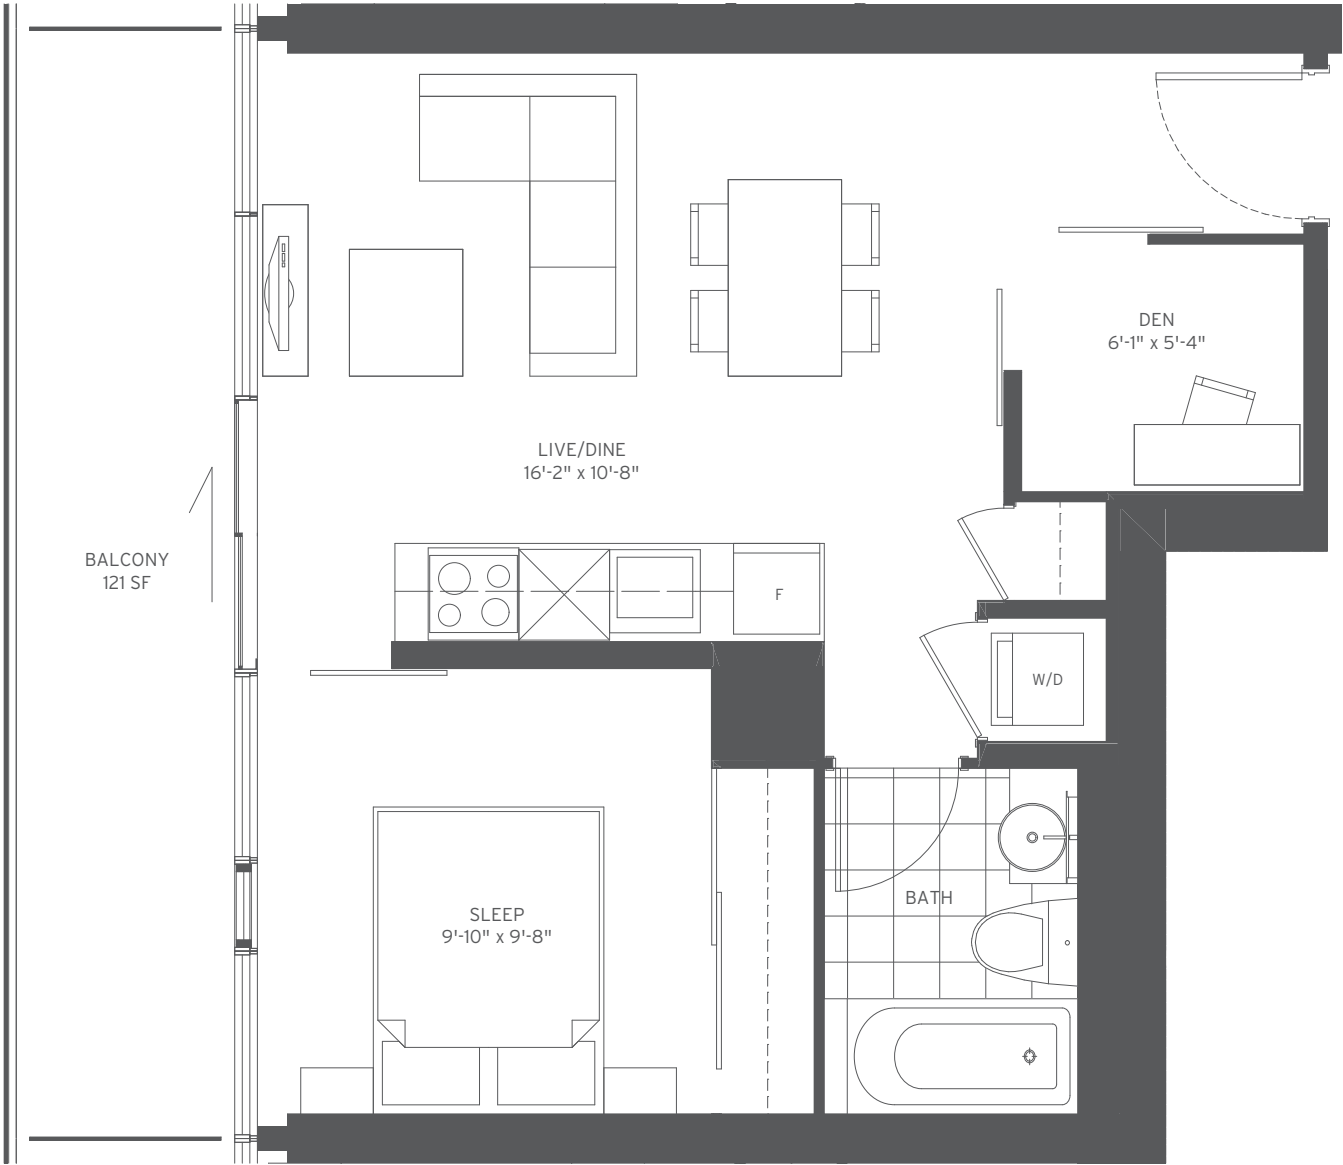 DEN
6'-1" x 5'-4"
LIVE/DINE
16'-2" x 10'-8"
BALCONY
121 SF
F
W/D
BATH
SLEEP
9'-10" x 9'-8"